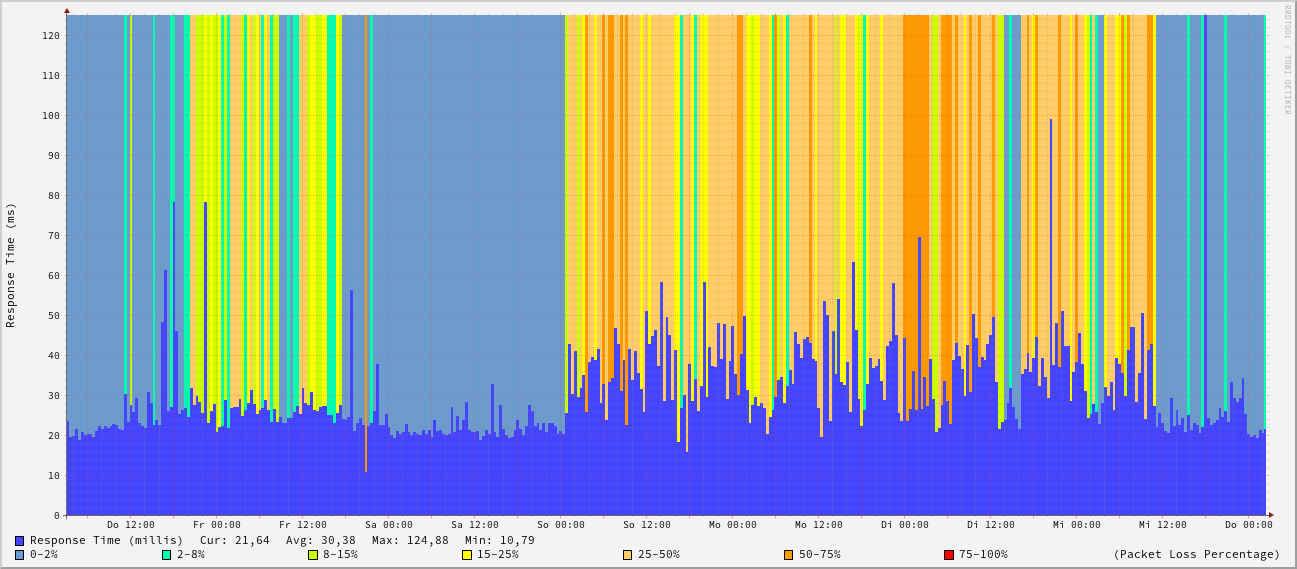 RRDTOOL / TOBI OETIKER
Response Time (ms)
120
110
100
90
80
70
60
50
40
30
20
10
0
Do 12:00 Fr 00:00 Fr 12:00 Sa 00:00 Sa 12:00 So 00:00 So 12:00 Mo 00:00 Mo 12:00 Di 00:00 Di 12:00 Mi 00:00 Mi 12:00 Do 00:00
Response Time (millis) Cur: 21,64 Avg: 30,38 Max: 124,88 Min: 10,79
0-2% 2-8% 8-15% 15-25% 25-50% 50-75% 75-100% (Packet Loss Percentage)